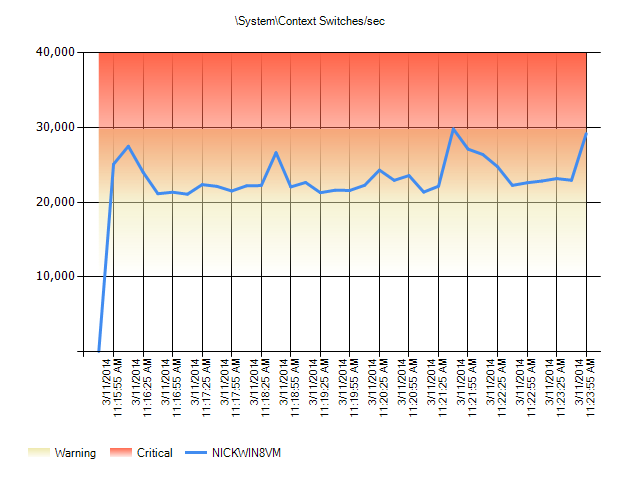 \System\Context Switches/sec
40,000
30,000
20,000
10,000
3/11/2014
11:15:55 AM
3/11/2014
11:16:25 AM
3/11/2014
11:16:55 AM
3/11/2014
11:17:25 AM
3/11/2014
11:17:55 AM
3/11/2014
11:18:25 AM
3/11/2014
11:18:55 AM
3/11/2014
11:19:25 AM
3/11/2014
11:19:55 AM
3/11/2014
11:20:25 AM
3/11/2014
11:20:55 AM
3/11/2014
11:21:25 AM
3/11/2014
11:21:55 AM
3/11/2014
11:22:25 AM
3/11/2014
11:22:55 AM
3/11/2014
11:23:25 AM
3/11/2014
11:23:55 AM
Warning Critical NICKWIN8VM